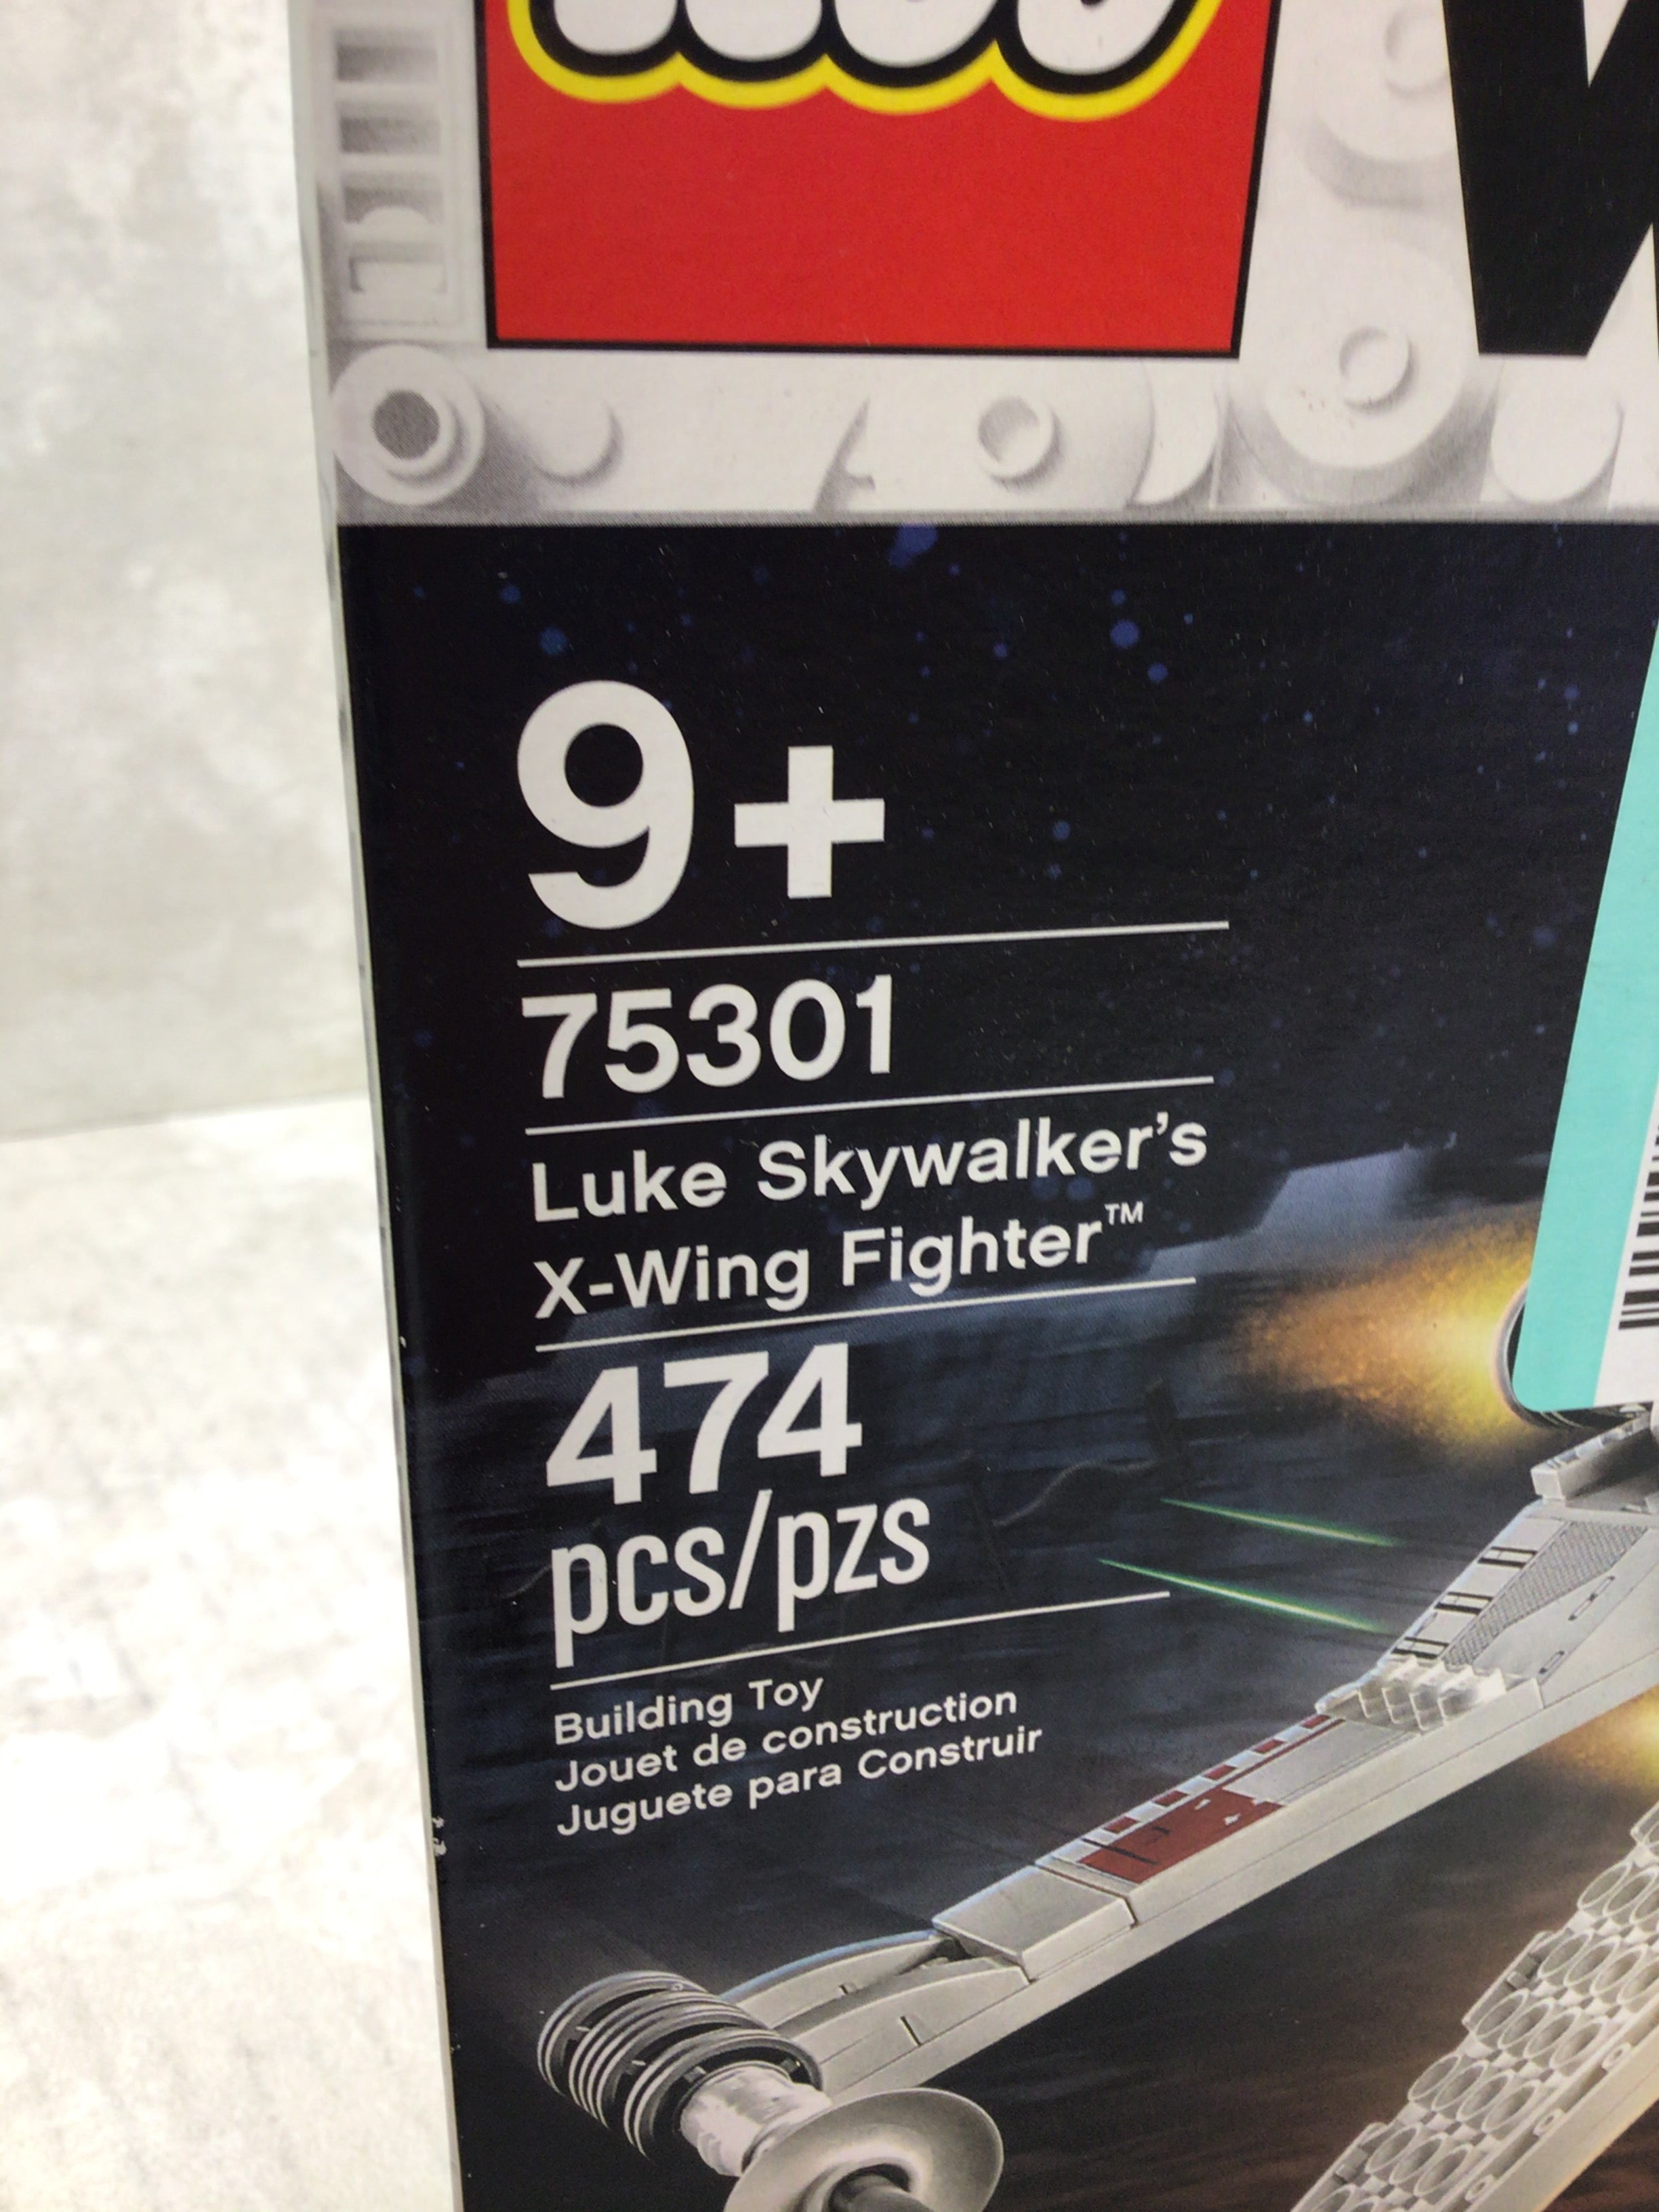 9+
75301
Luke Skywalker's
X-Wing Fighter™
474
pcs/pzs
Building Toy
Jouet de construction
Juguete para Construir